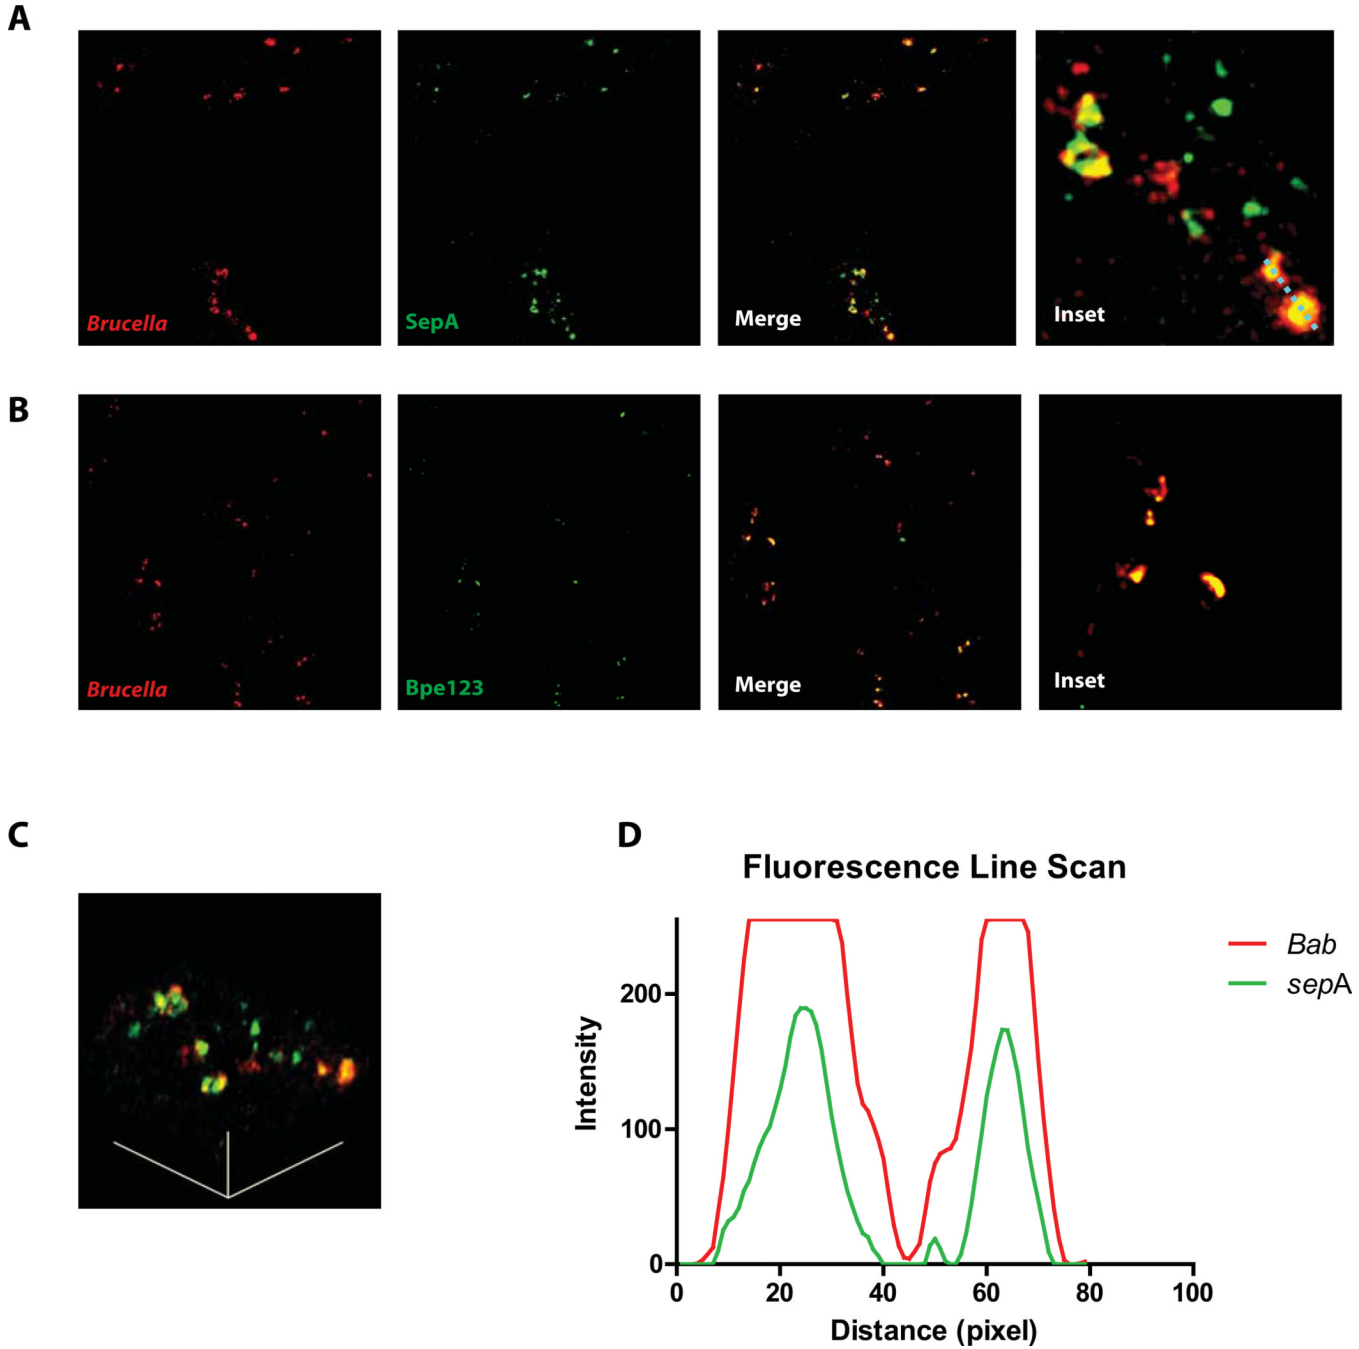 A
Brucella
SepA
Merge
Inset
B
Brucella
Bpe123
Merge
Inset
C
D
Fluorescence Line Scan
Bab
sepA
Intensity
200
100
0
0 20 40 60 80 100
Distance (pixel)